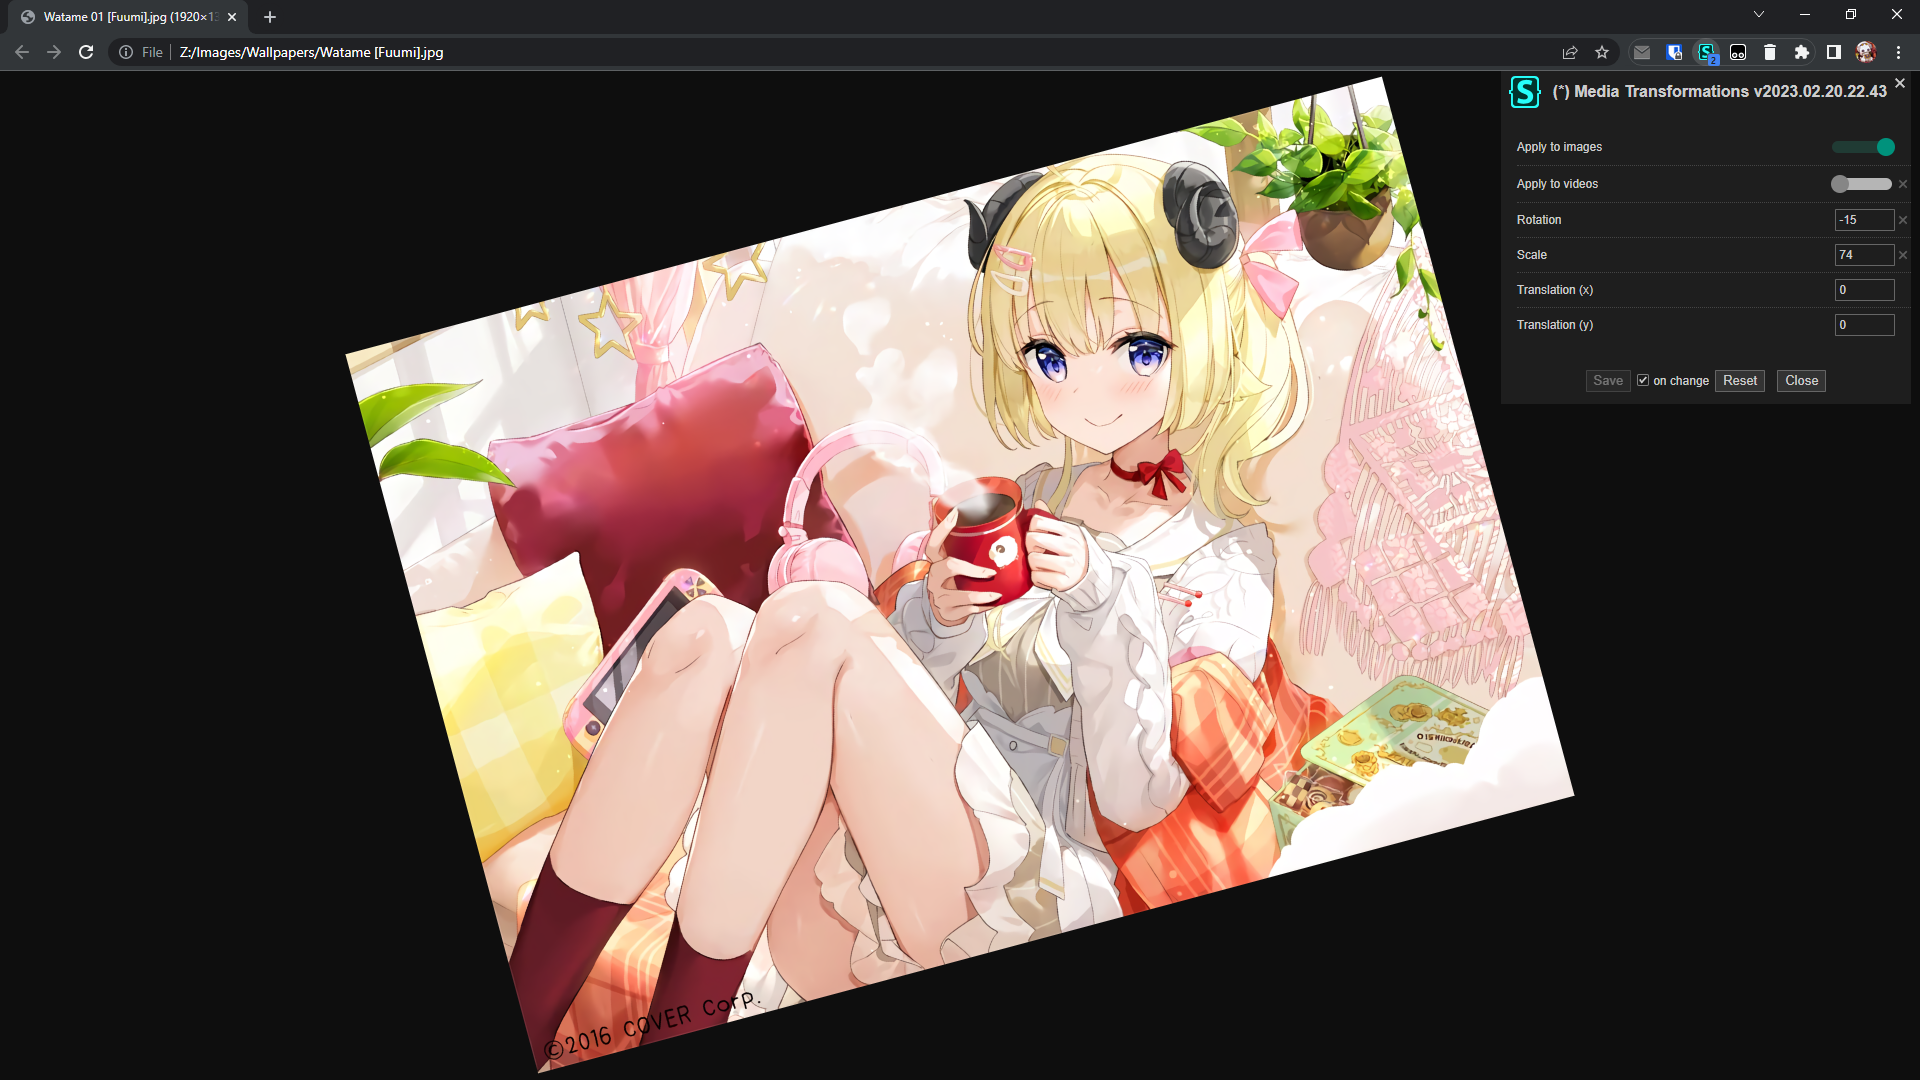 Watame 01 [Fuumi].jpg (1920×13
File
Z:/Images/Wallpapers/Watame [Fuumi].jpg
2
(*) Media Transformations v2023.02.20.22.43
Apply to images
Apply to videos
Rotation
-15
Scale
74
Translation (x)
0
Translation (y)
0
Save
on change
Reset
Close
©2016 COVER Corp.